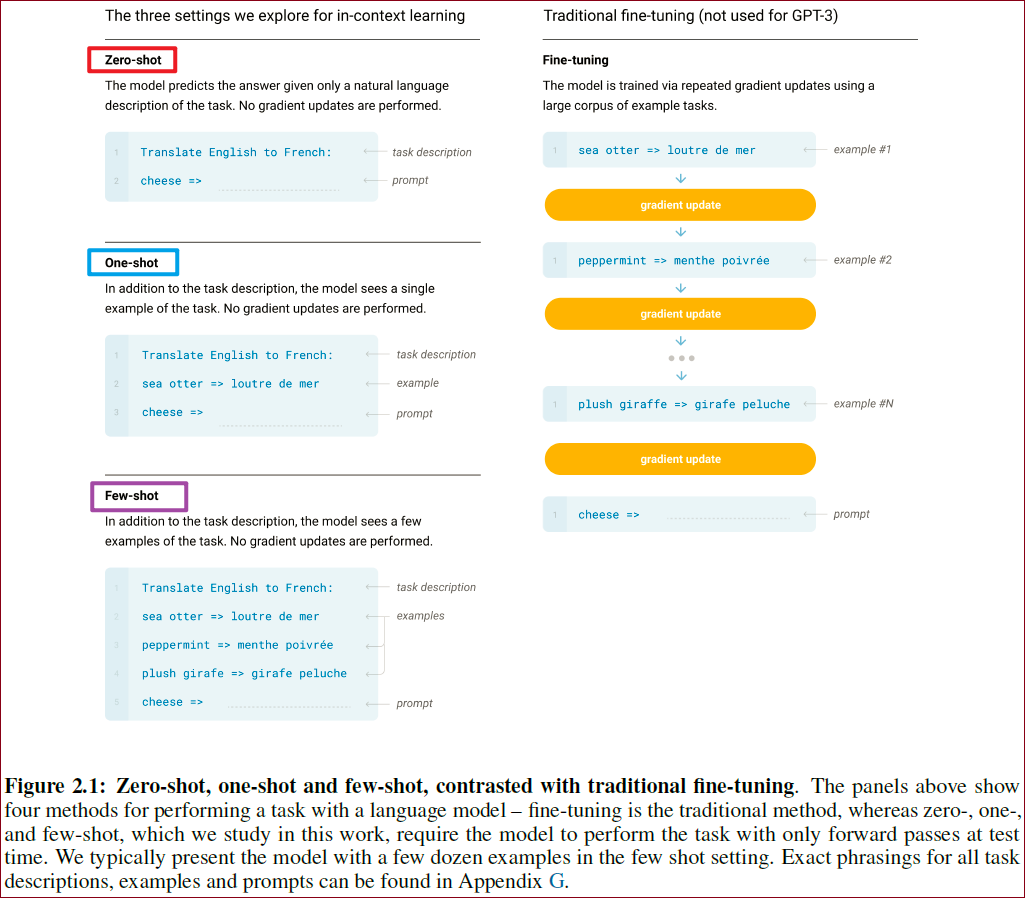 The three settings we explore for in-context learning
Zero-shot
The model predicts the answer given only a natural language
description of the task. No gradient updates are performed.
1 Translate English to French: task description
2 cheese => prompt
One-shot
In addition to the task description, the model sees a single
example of the task. No gradient updates are performed.
1 Translate English to French: task description
2 sea otter => loutre de mer example
3 cheese => prompt
Few-shot
In addition to the task description, the model sees a few
examples of the task. No gradient updates are performed.
1 Translate English to French: task description
2 sea otter => loutre de mer examples
3 peppermint => menthe poivrée
4 plush girafe => girafe peluche
5 cheese => prompt
Traditional fine-tuning (not used for GPT-3)
Fine-tuning
The model is trained via repeated gradient updates using a
large corpus of example tasks.
1 sea otter => loutre de mer example #1
gradient update
1 peppermint => menthe poivrée example #2
gradient update
1 plush giraffe => girafe peluche example #N
gradient update
1 cheese => prompt
Figure 2.1: Zero-shot, one-shot and few-shot, contrasted with traditional fine-tuning. The panels above show
four methods for performing a task with a language model – fine-tuning is the traditional method, whereas zero-, one-,
and few-shot, which we study in this work, require the model to perform the task with only forward passes at test
time. We typically present the model with a few dozen examples in the few shot setting. Exact phrasings for all task
descriptions, examples and prompts can be found in Appendix G.